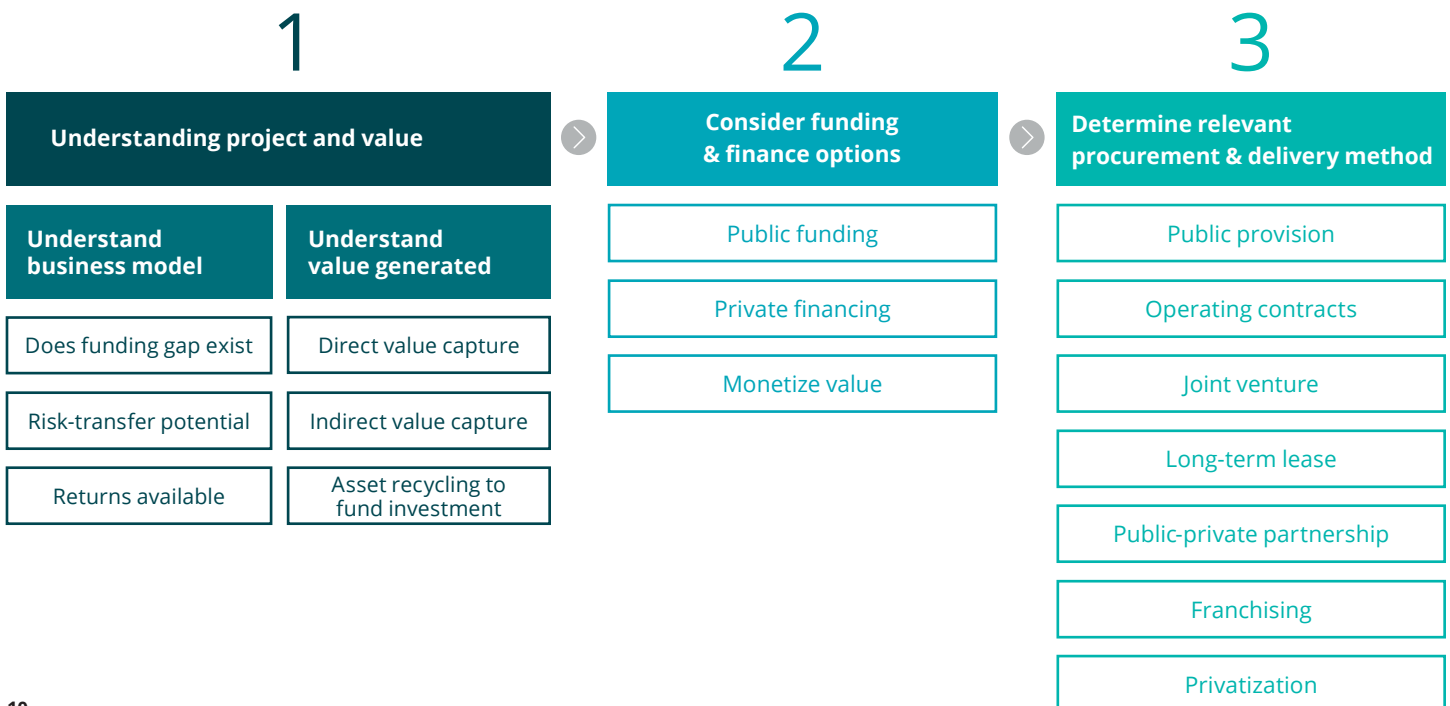 1
Understanding project and value
Understand
business model
Does funding gap exist
Risk-transfer potential
Returns available
Understand
value generated
Direct value capture
Indirect value capture
Asset recycling to
fund investment
2
Consider funding
& finance options
Public funding
Private financing
Monetize value
3
Determine relevant
procurement & delivery method
Public provision
Operating contracts
Joint venture
Long-term lease
Public-private partnership
Franchising
Privatization